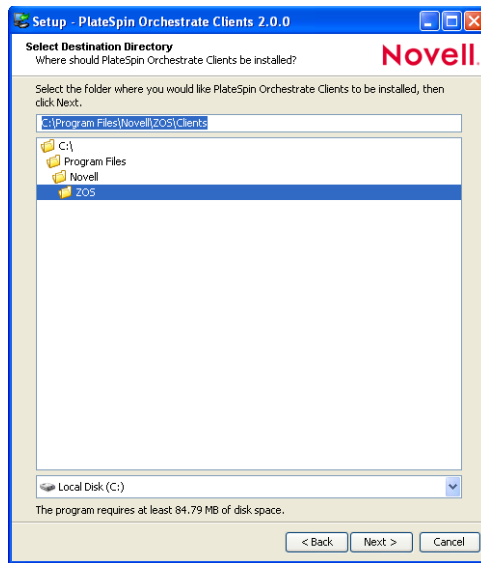 Setup - PlateSpin Orchestrate Clients 2.0.0
Select Destination Directory
Where should PlateSpin Orchestrate Clients be installed?
Novell.
Select the folder where you would like PlateSpin Orchestrate Clients to be installed, then
click Next.
C:\Program Files\Novell\ZOS\Clients
C:\
Program Files
Novell
ZOS
Local Disk (C:)
The program requires at least 84.79 MB of disk space.
< Back Next > Cancel